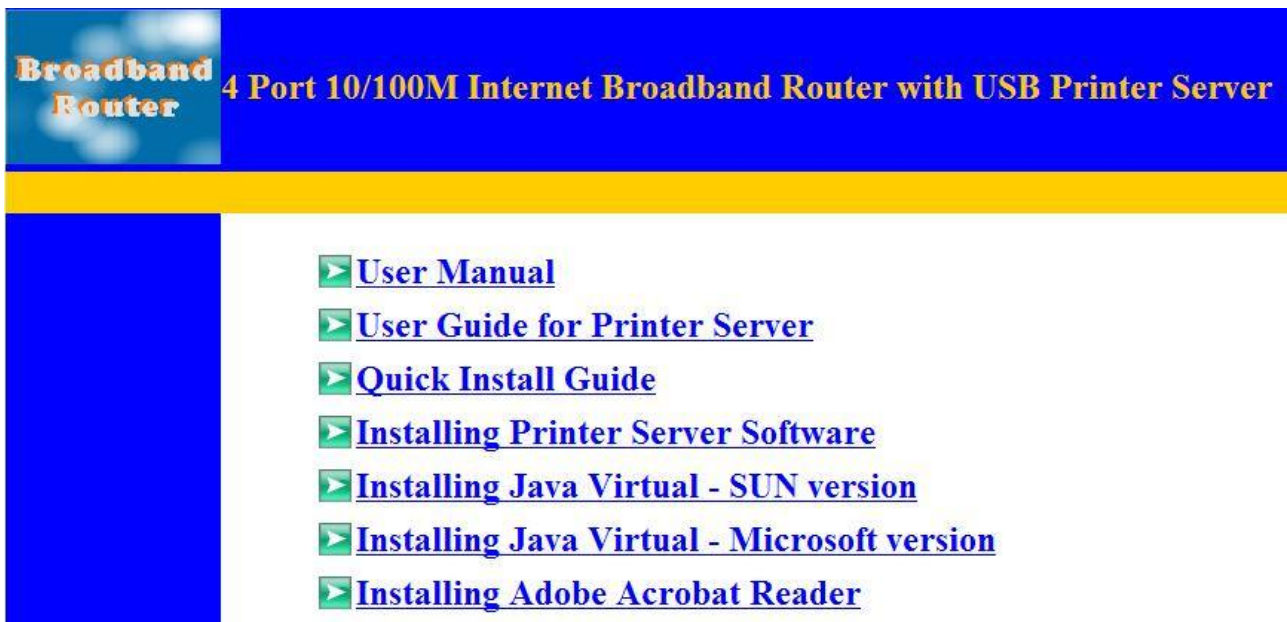 Broadband
Router
4 Port 10/100M Internet Broadband Router with USB Printer Server
User Manual
User Guide for Printer Server
Quick Install Guide
Installing Printer Server Software
Installing Java Virtual - SUN version
Installing Java Virtual - Microsoft version
Installing Adobe Acrobat Reader